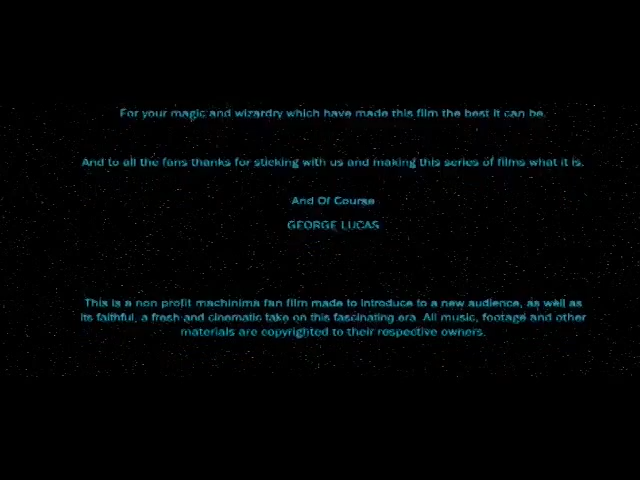 For your magic and wizardry which have made this film the best it can be.
And to all the fans thanks for sticking with us and making this series of films what it is.
And Of Course
GEORGE LUCAS
This is a non profit machinima fan film made to introduce to a new audience, as well as
its faithful, a fresh and cinematic take on this fascinating era. All music, footage and other
materials are copyrighted to their respective owners.